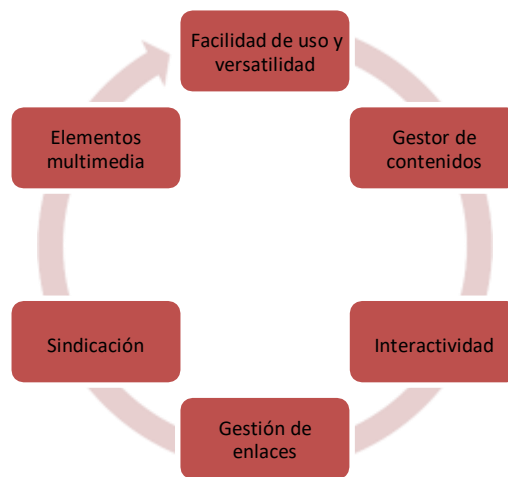 Facilidad de uso y
versatilidad
Gestor de
contenidos
Interactividad
Gestión de
enlaces
Sindicación
Elementos
multimedia